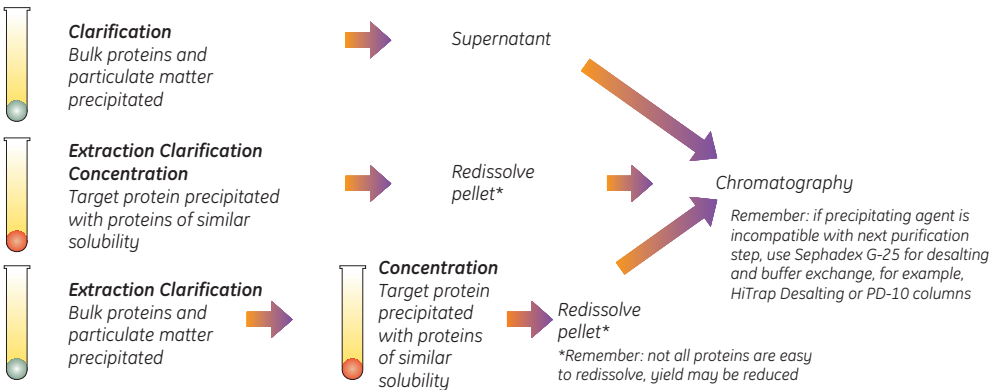 Clarification
Bulk proteins and
particulate matter
precipitated
Supernatant
Extraction Clarification
Concentration
Target protein precipitated
with proteins of similar
solubility
Redissolve
pellet*
Chromatography
Remember: if precipitating agent is
incompatible with next purification
step, use Sephadex G-25 for desalting
and buffer exchange, for example,
HiTrap Desalting or PD-10 columns
Extraction Clarification
Bulk proteins and
particulate matter
precipitated
Concentration
Target protein
precipitated
with proteins
of similar
solubility
Redissolve
pellet*
*Remember: not all proteins are easy
to redissolve, yield may be reduced